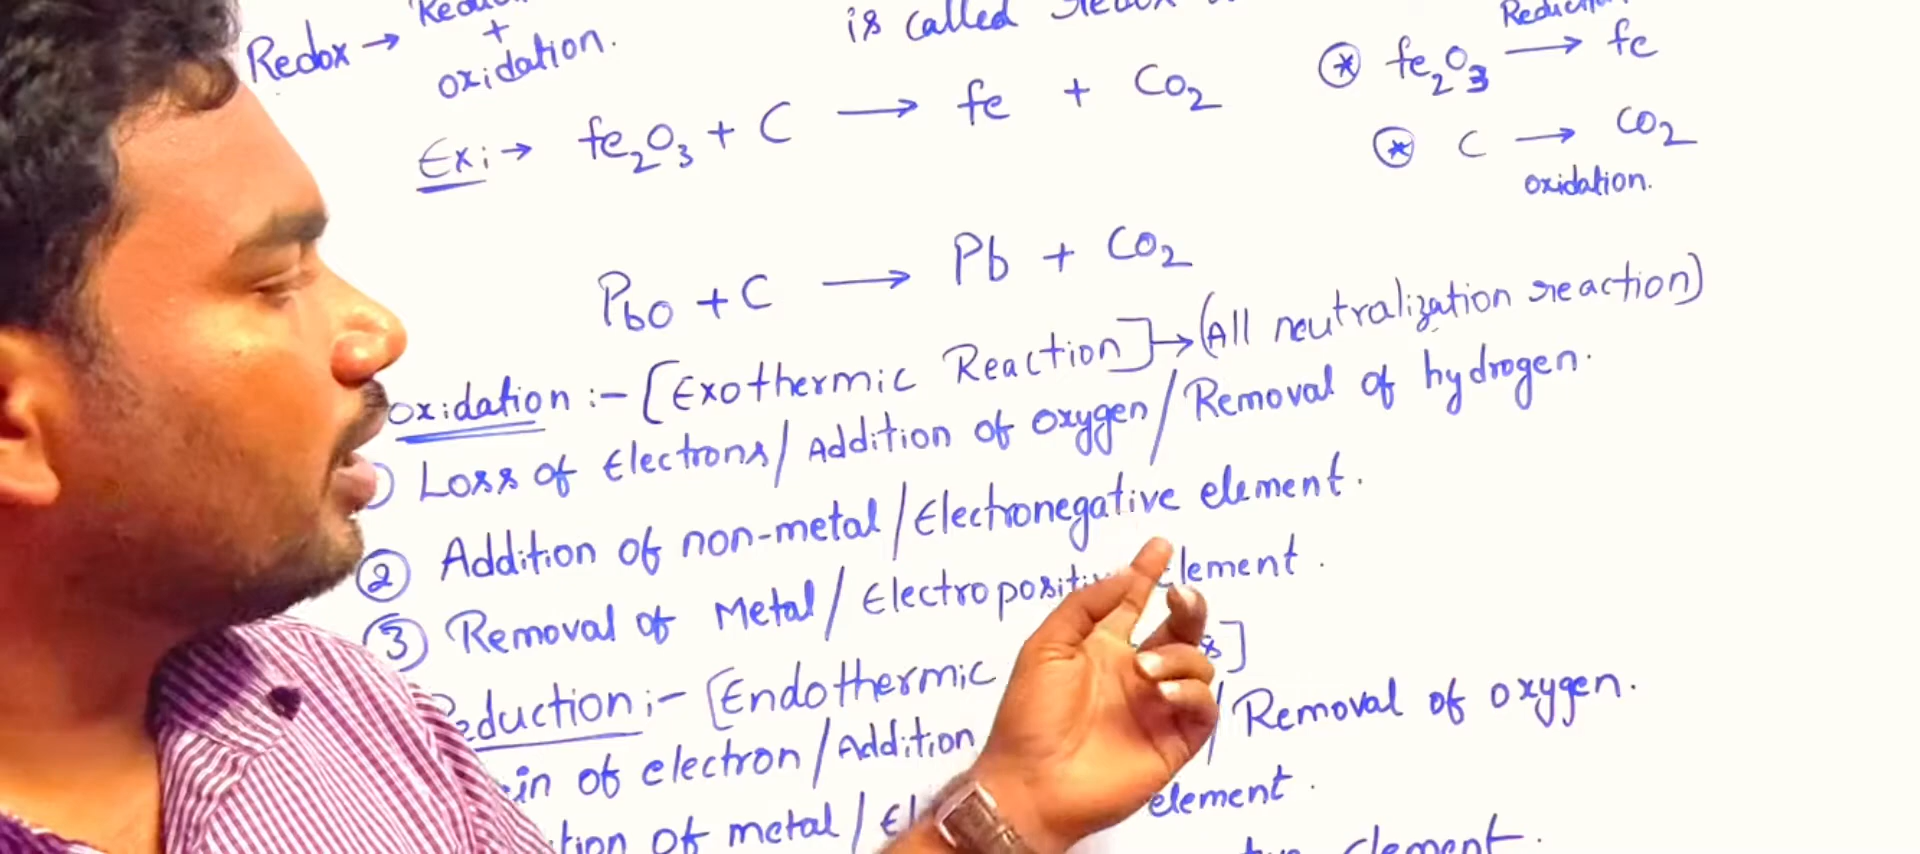 Redox →
+
oxidation.
is called
Ex: → fe₂O₃ + C ⟶ fe + CO₂
⊛ fe₂O₃ ⟶ fe
⊛ C ⟶ CO₂
oxidation.
PbO + C ⟶ Pb + CO₂
oxidation :- [Exothermic Reaction] → (All neutralization reaction)
Loss of Electrons / Addition of oxygen / Removal of hydrogen.
② Addition of non-metal / Electronegative element.
③ Removal of Metal / Electropositive element.
Reduction :- [Endothermic
of electron / Addition / Removal of oxygen.
of metal / element.
element.